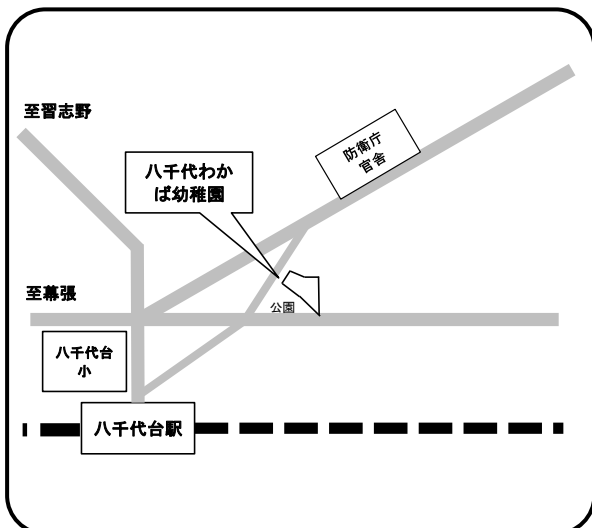 至習志野
防衛庁
官舎
八千代わか
ば幼稚園
至幕張
公園
八千代台
小
八千代台駅